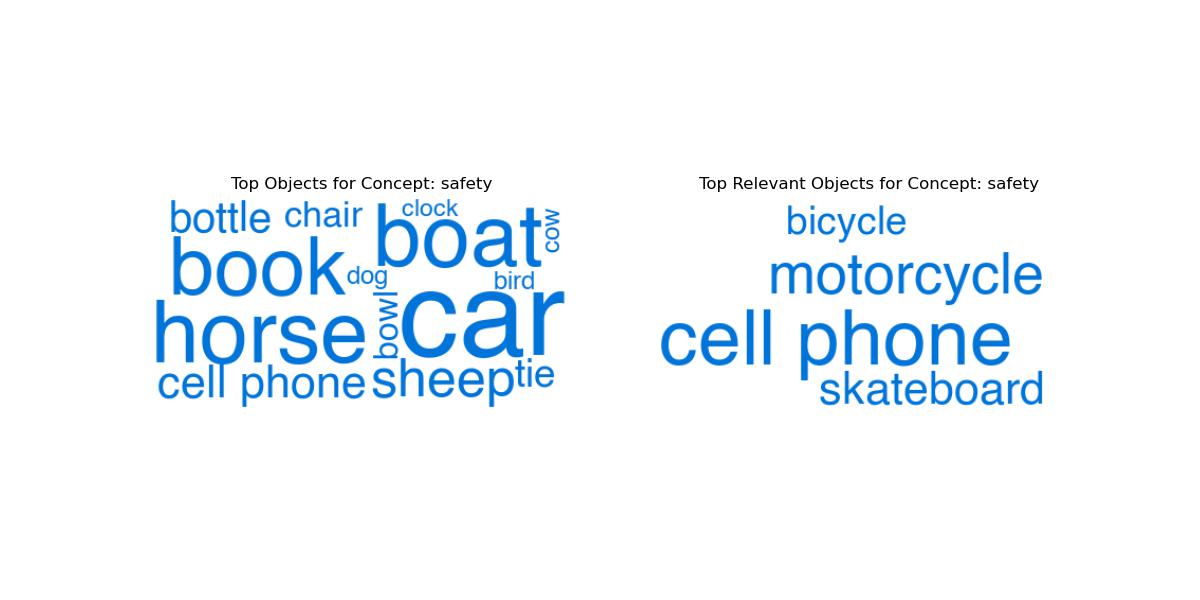 Top Objects for Concept: safety
bottle chair clock boat cow
book dog bird
horse bowl car
cell phone sheep tie
Top Relevant Objects for Concept: safety
bicycle
motorcycle
cell phone
skateboard